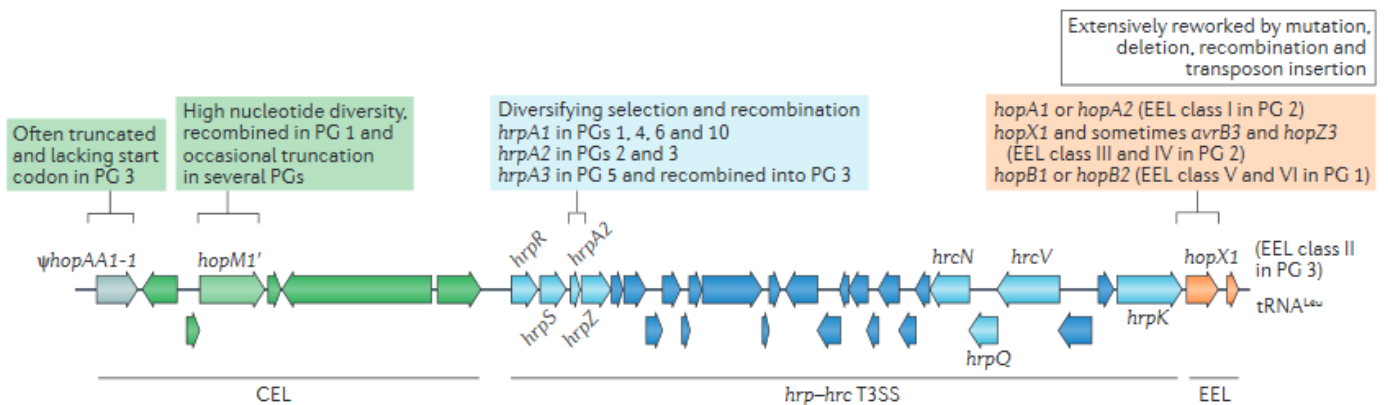 Extensively reworked by mutation,
deletion, recombination and
transposon insertion
Often truncated
and lacking start
codon in PG 3
High nucleotide diversity,
recombined in PG 1 and
occasional truncation
in several PGs
Diversifying selection and recombination
hrpA1 in PGs 1, 4, 6 and 10
hrpA2 in PGs 2 and 3
hrpA3 in PG 5 and recombined into PG 3
hopA1 or hopA2 (EEL class I in PG 2)
hopX1 and sometimes avrB3 and hopZ3
(EEL class III and IV in PG 2)
hopB1 or hopB2 (EEL class V and VI in PG 1)
ψhopAA1-1
hopM1'
hrpR
hrpA2
hrcN
hrcV
hopX1
(EEL class II
in PG 3)
tRNALeu
hrpS
hrpZ
hrpQ
hrpK
CEL
hrp–hrc T3SS
EEL